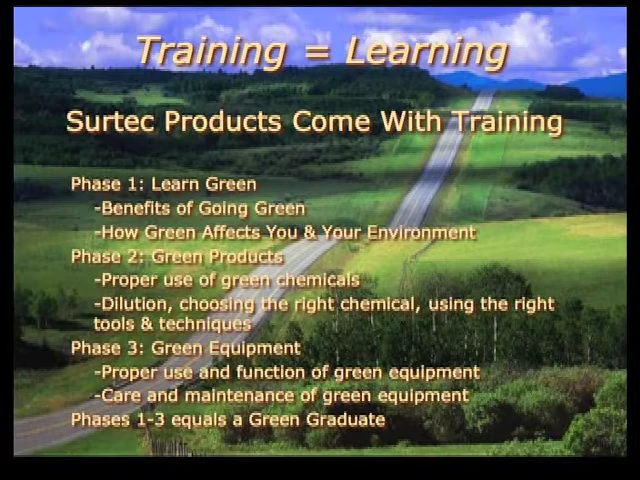 Training = Learning
Surtec Products Come With Training
Phase 1: Learn Green
-Benefits of Going Green
-How Green Affects You & Your Environment
Phase 2: Green Products
-Proper use of green chemicals
-Dilution, choosing the right chemical, using the right
tools & techniques
Phase 3: Green Equipment
-Proper use and function of green equipment
-Care and maintenance of green equipment
Phases 1-3 equals a Green Graduate